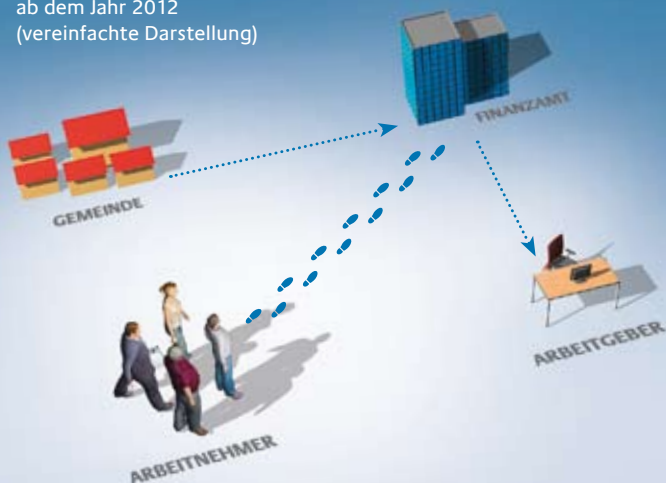 ab dem Jahr 2012
(vereinfachte Darstellung)
FINANZAMT
GEMEINDE
ARBEITGEBER
ARBEITNEHMER